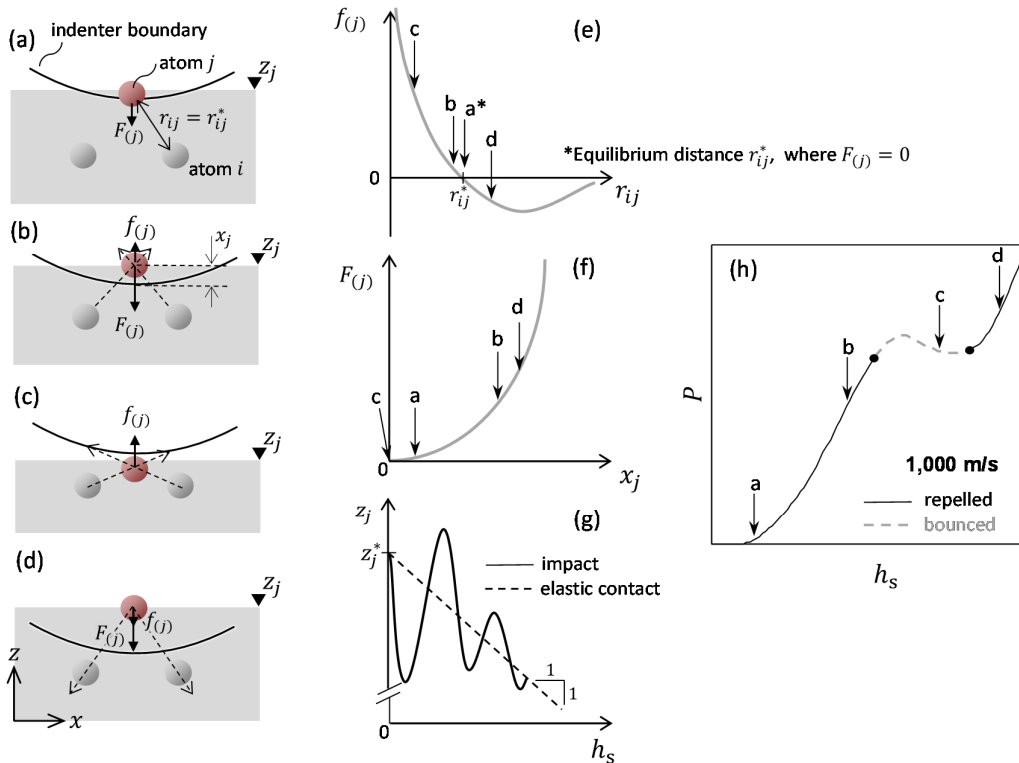 (a)
indenter boundary
atom j
z_j
F_(j)
r_ij = r*_ij
atom i
(b)
f_(j)
x_j
z_j
F_(j)
(c)
f_(j)
z_j
(d)
z_j
F_(j)
f_(j)
z
x
f_(j)
(e)
c
b
a*
d
0
r*_ij
r_ij
*Equilibrium distance r*_ij, where F_(j) = 0
F_(j)
(f)
d
b
c
a
0
x_j
z_j
(g)
z*_j
impact
elastic contact
1
1
0
h_s
(h)
d
c
b
P
1,000 m/s
a
repelled
bounced
h_s